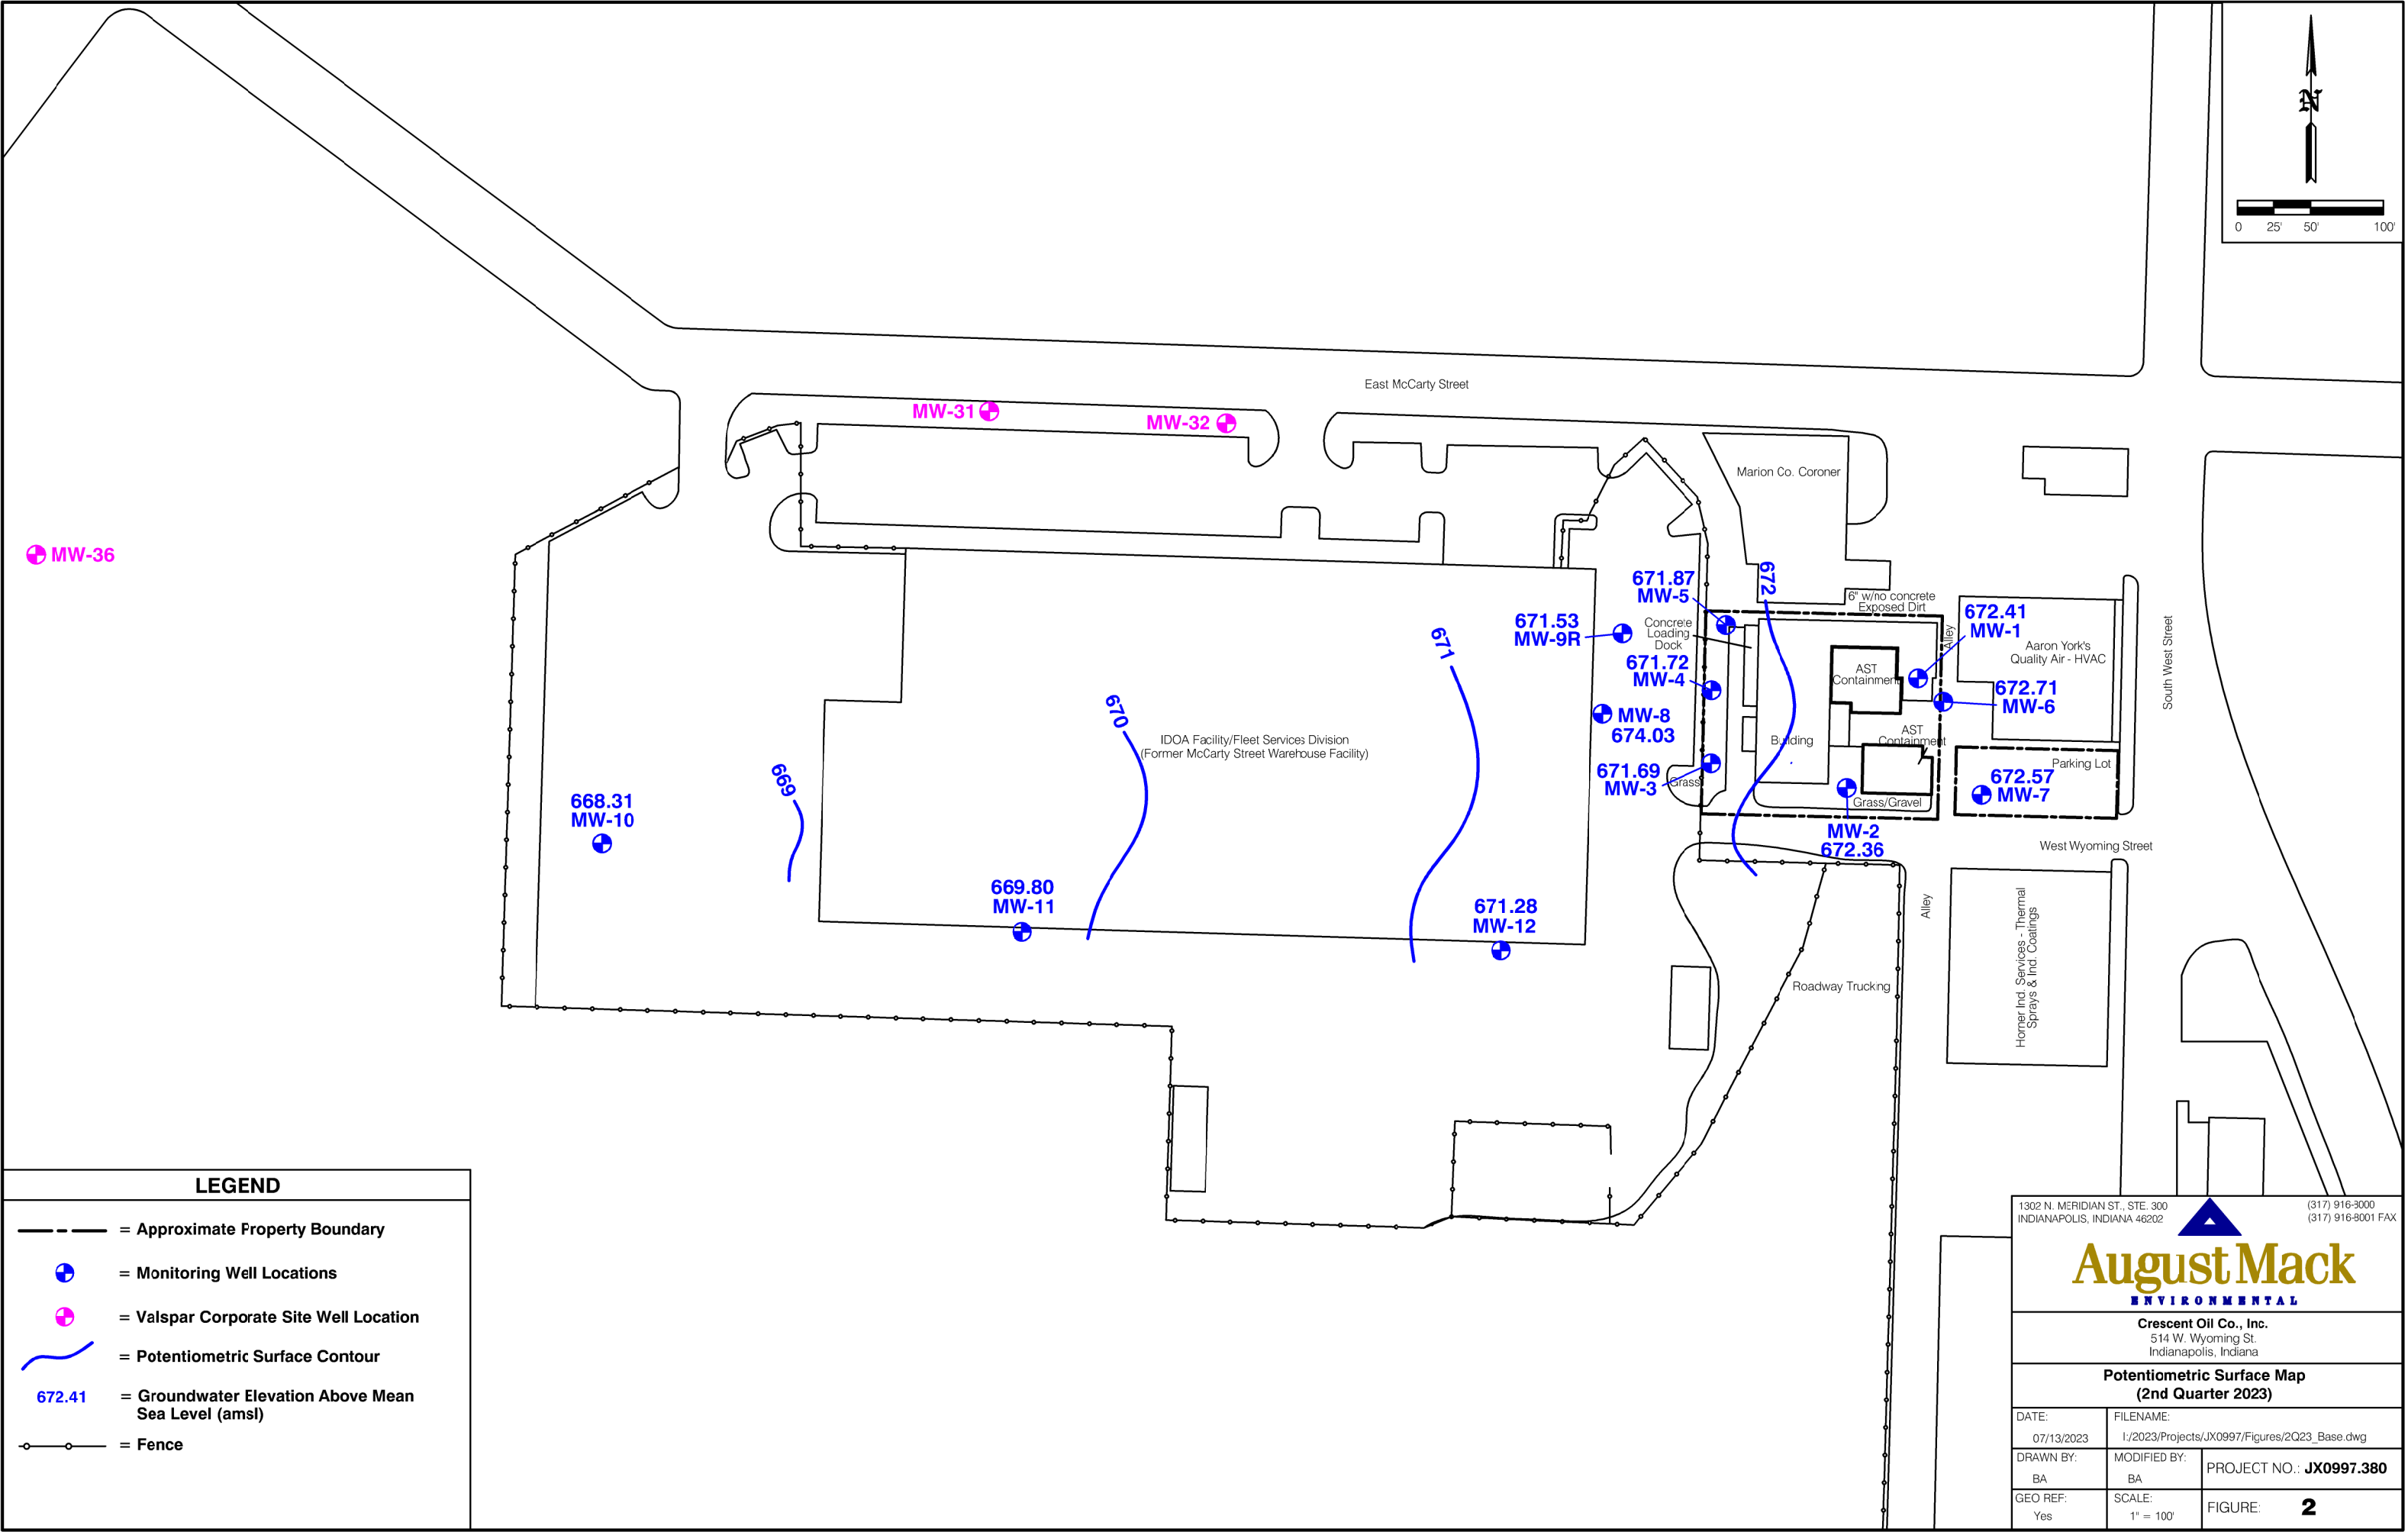 N
0 25' 50' 100'
East McCarty Street
MW-31
MW-32
Marion Co. Coroner
MW-36
671.87
MW-5
672
6" w/no concrete
Exposed Dirt
671.53
MW-9R
Concrete
Loading
Dock
671
672.41
MW-1
Alley
Aaron York's
Quality Air - HVAC
South West Street
671.72
MW-4
AST
Containment
672.71
MW-6
670
MW-8
674.03
IDOA Facility/Fleet Services Division
(Former McCarty Street Warehouse Facility)
Building
AST
Containment
669
671.69
MW-3
Grass
Parking Lot
672.57
MW-7
668.31
MW-10
Grass/Gravel
MW-2
672.36
West Wyoming Street
669.80
MW-11
671.28
MW-12
Alley
Horner Ind. Services - Thermal
Sprays & Ind. Coatings
Roadway Trucking
LEGEND
= Approximate Property Boundary
= Monitoring Well Locations
= Valspar Corporate Site Well Location
= Potentiometric Surface Contour
672.41 = Groundwater Elevation Above Mean
Sea Level (amsl)
= Fence
1302 N. MERIDIAN ST., STE. 300
INDIANAPOLIS, INDIANA 46202
(317) 916-8000
(317) 916-8001 FAX
August Mack
ENVIRONMENTAL
Crescent Oil Co., Inc.
514 W. Wyoming St.
Indianapolis, Indiana
Potentiometric Surface Map
(2nd Quarter 2023)
DATE:
07/13/2023
FILENAME:
I:/2023/Projects/JX0997/Figures/2Q23_Base.dwg
DRAWN BY:
BA
MODIFIED BY:
BA
PROJECT NO.: JX0997.380
GEO REF:
Yes
SCALE:
1" = 100'
FIGURE: 2